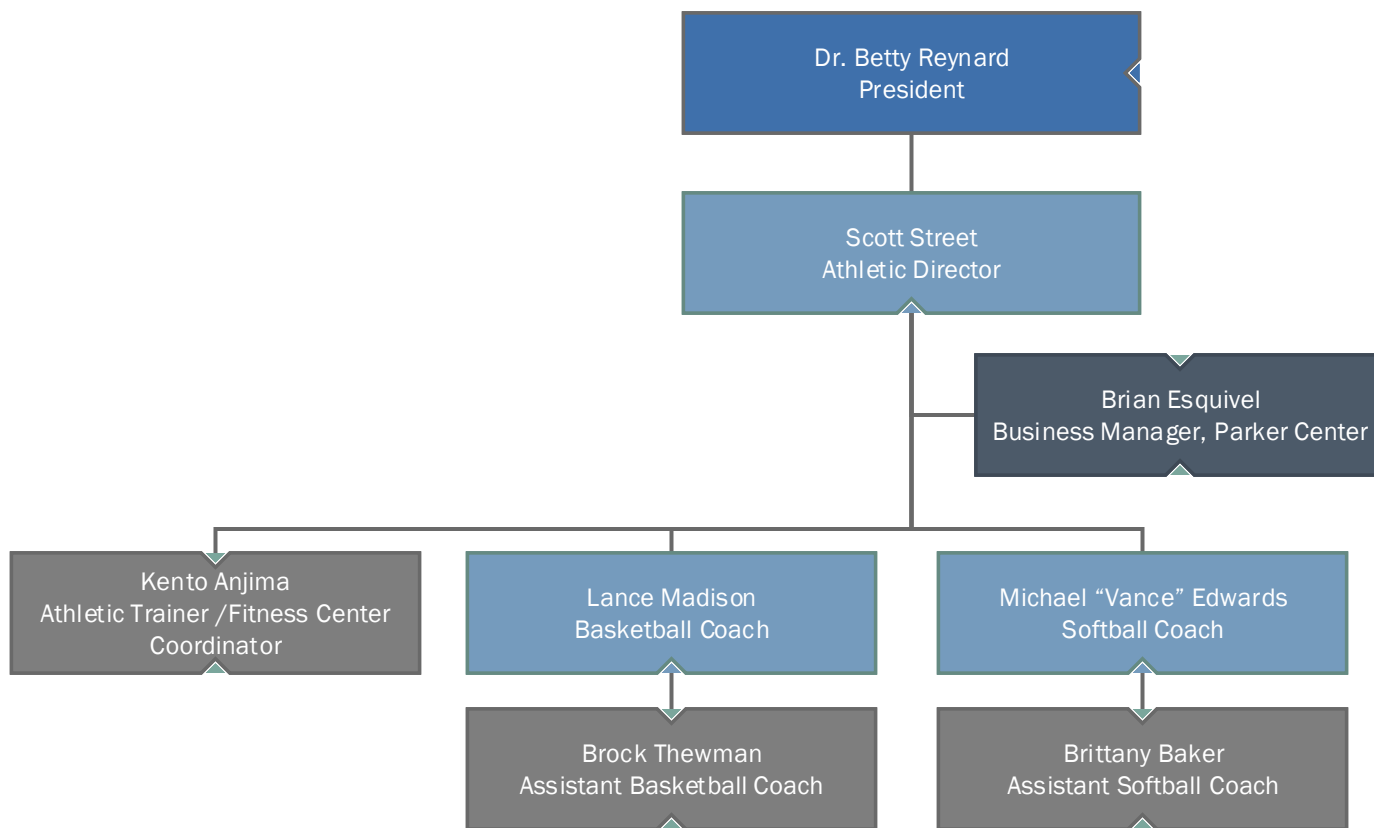 Dr. Betty Reynard
President
Scott Street
Athletic Director
Brian Esquivel
Business Manager, Parker Center
Kento Anjima
Athletic Trainer /Fitness Center
Coordinator
Lance Madison
Basketball Coach
Michael “Vance” Edwards
Softball Coach
Brock Thewman
Assistant Basketball Coach
Brittany Baker
Assistant Softball Coach